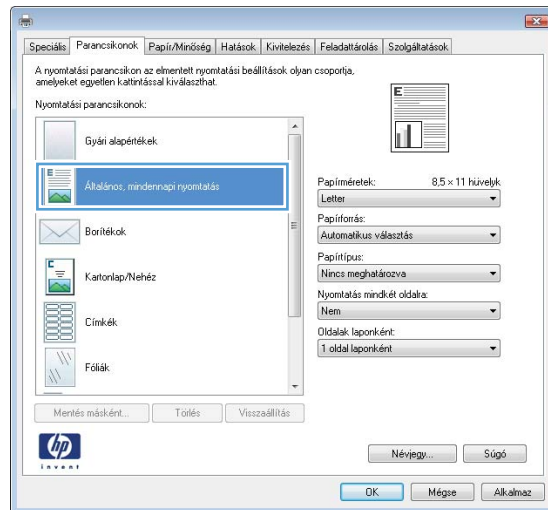 Speciális Parancsikonok Papír/Minőség Hatások Kivitelezés Feladattárolás Szolgáltatások
A nyomtatási parancsikon az elmentett nyomtatási beállítások olyan csoportja,
amelyeket egyetlen kattintással kiválaszthat.
Nyomtatási parancsikonok:
Gyári alapértékek
E
Általános, mindennapi nyomtatás
Borítékok
C
Kartonlap/Nehéz
Címkék
Fóliák
E
Papírméretek: 8,5 × 11 hüvelyk
Letter
Papírforrás:
Automatikus választás
Papírtípus:
Nincs meghatározva
Nyomtatás mindkét oldalra:
Nem
Oldalak laponként:
1 oldal laponként
Mentés másként... Törlés Visszaállítás
hp
invent
Névjegy... Súgó
OK Mégse Alkalmaz